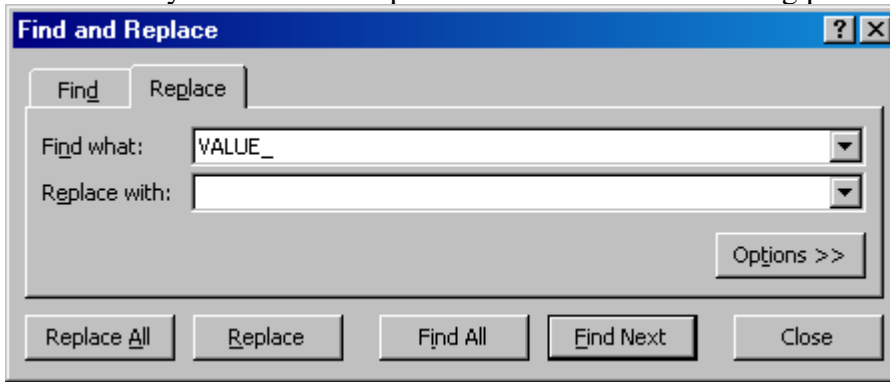 Find and Replace
Find Replace
Find what: VALUE_
Replace with:
Options >>
Replace All Replace Find All Find Next Close